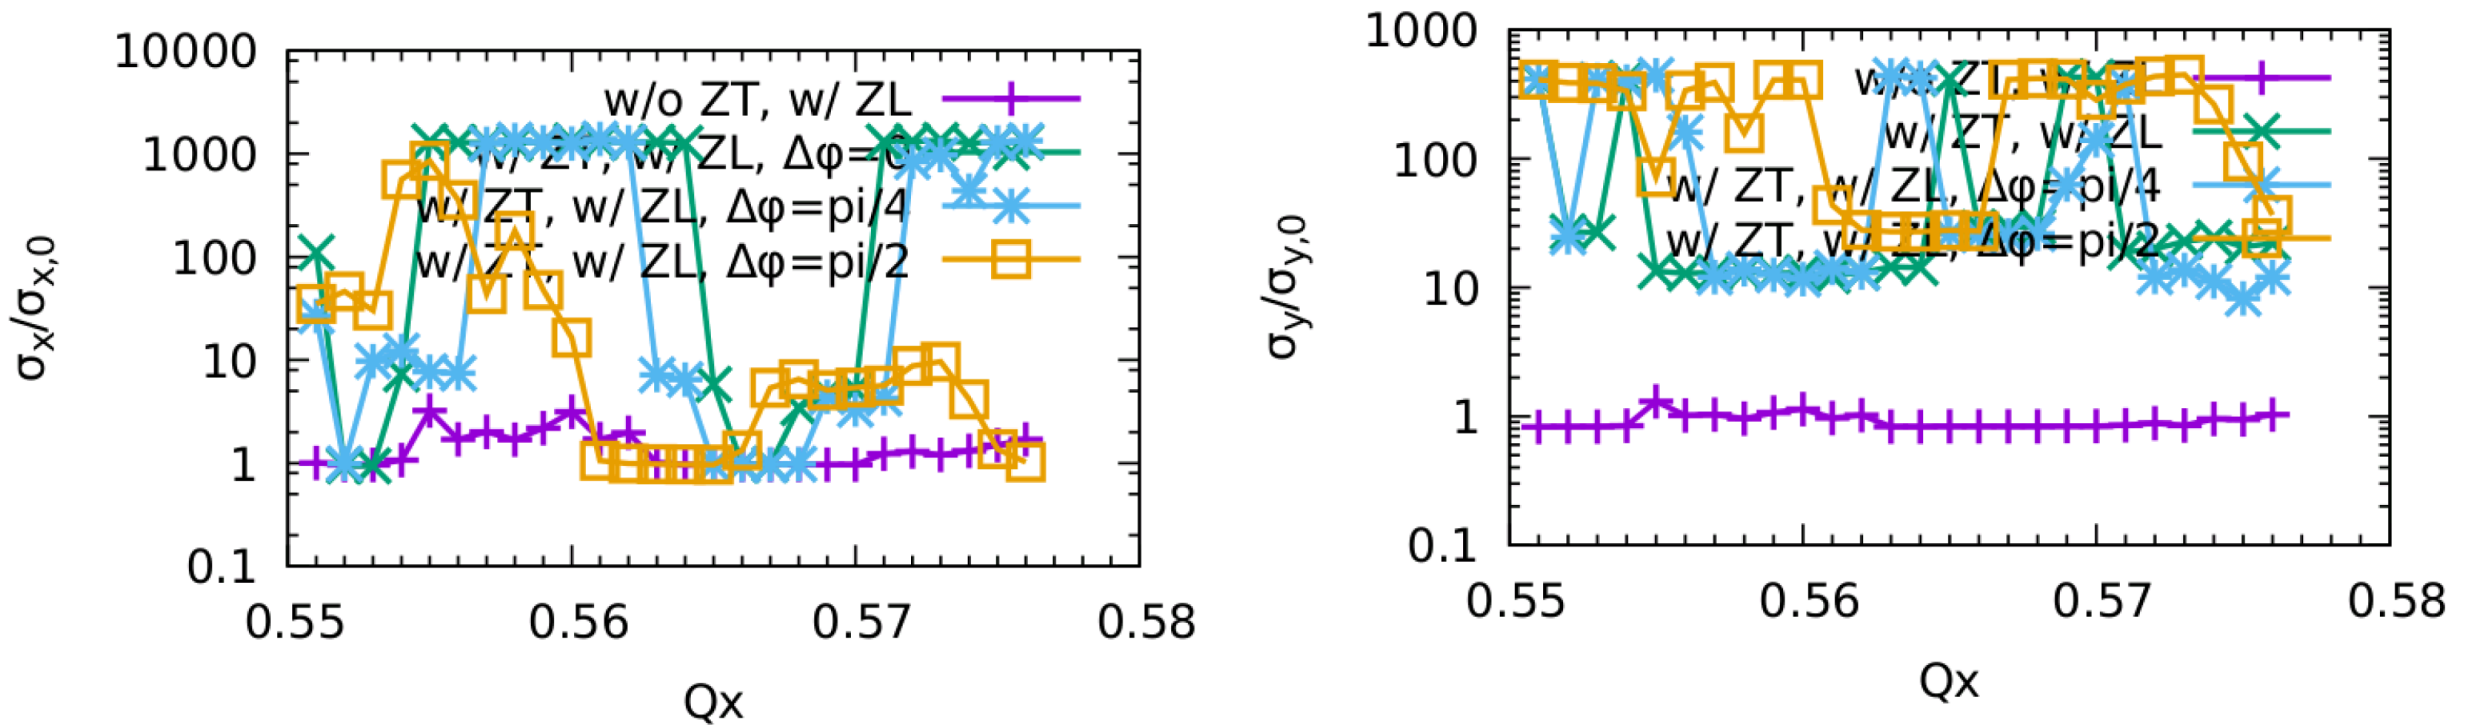 10000
1000
100
10
1
0.1
σx/σx,0
0.55 0.56 0.57 0.58
Qx
w/o ZT, w/ ZL
w/ ZT, w/ ZL, Δφ=0
w/ ZT, w/ ZL, Δφ=pi/4
w/ ZT, w/ ZL, Δφ=pi/2
1000
100
10
1
0.1
σy/σy,0
0.55 0.56 0.57 0.58
Qx
w/o ZT, w/
w/ ZT, w/ ZL
w/ ZT, w/ ZL, Δφ=pi/4
w/ ZT, w/ ZL, Δφ=pi/2